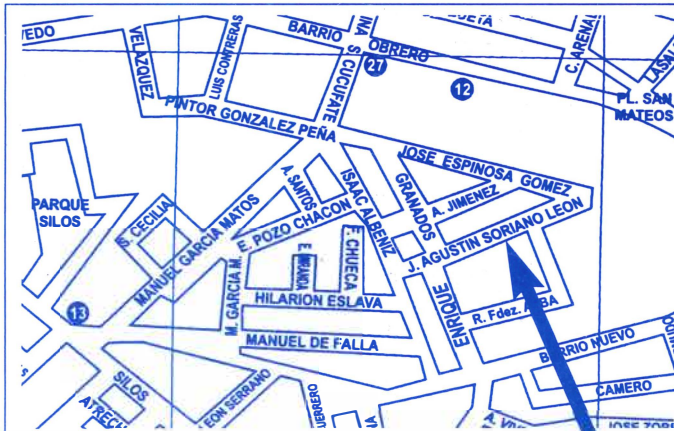 BARRIO OBRERO
VELAZQUEZ
LUIS CONTRERAS
S. CUCUFATE
C. ARENAL
27
12
PL. SAN
MATEOS
PINTOR GONZALEZ PEÑA
JOSE ESPINOSA GOMEZ
PARQUE
SILOS
S. CECILIA
MANUEL GARCIA MATOS
A. SANTOS
ISAAC ALBENIZ
ENRIQUE GRANADOS
A. JIMENEZ
E. POZO CHACON
J. AGUSTIN SORIANO LEON
M. GARCIA M.
E. MIRANDA
F. CHUECA
HILARION ESLAVA
R. Fdez. ALBA
13
MANUEL DE FALLA
BARRIO NUEVO
SILOS
LEON SERRANO
CAMERO